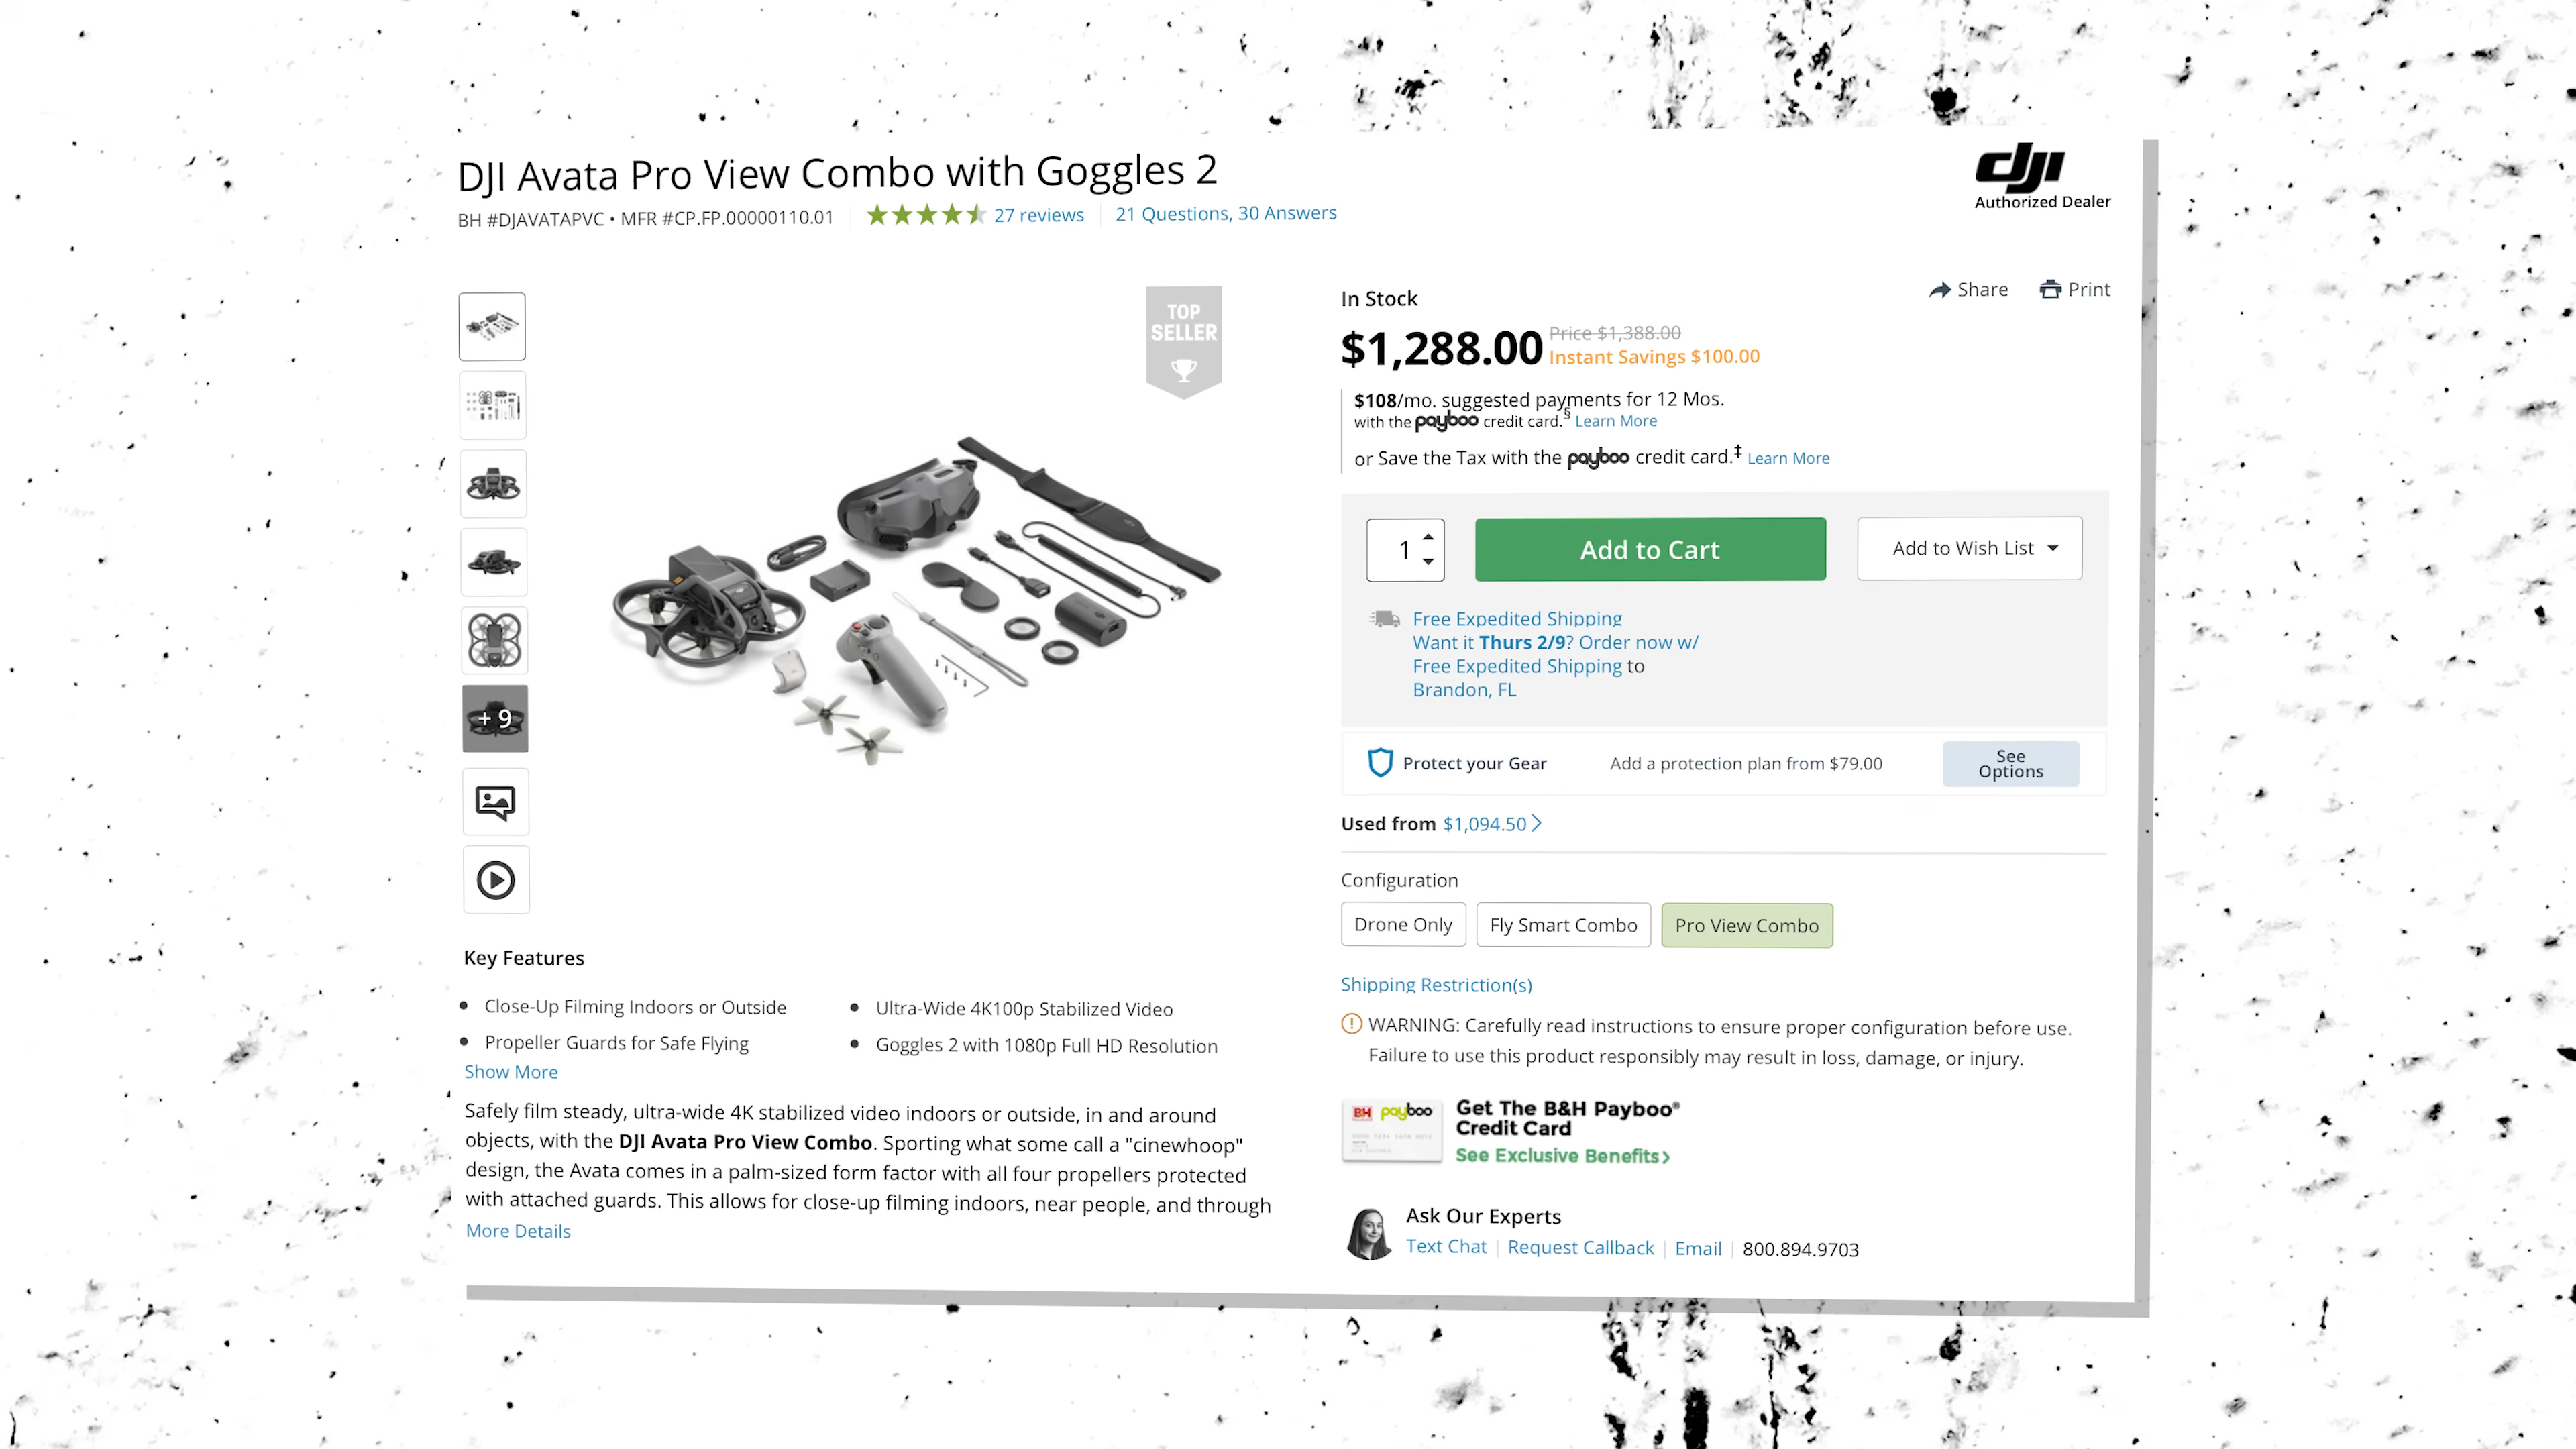 DJI Avata Pro View Combo with Goggles 2
BH #DJAVATAPVC • MFR #CP.FP.00000110.01
27 reviews
21 Questions, 30 Answers
dji
Authorized Dealer
TOP
SELLER
+ 9
In Stock
Share
Print
$1,288.00
Price $1,388.00
Instant Savings $100.00
$108/mo. suggested payments for 12 Mos.
with the payboo credit card.§ Learn More
or Save the Tax with the payboo credit card.‡ Learn More
1
Add to Cart
Add to Wish List
Free Expedited Shipping
Want it Thurs 2/9? Order now w/
Free Expedited Shipping to
Brandon, FL
Protect your Gear
Add a protection plan from $79.00
See
Options
Used from $1,094.50
Configuration
Drone Only
Fly Smart Combo
Pro View Combo
Shipping Restriction(s)
WARNING: Carefully read instructions to ensure proper configuration before use.
Failure to use this product responsibly may result in loss, damage, or injury.
BH payboo
Get The B&H Payboo®
Credit Card
See Exclusive Benefits
Ask Our Experts
Text Chat | Request Callback | Email | 800.894.9703
Key Features
• Close-Up Filming Indoors or Outside
• Propeller Guards for Safe Flying
• Ultra-Wide 4K100p Stabilized Video
• Goggles 2 with 1080p Full HD Resolution
Show More
Safely film steady, ultra-wide 4K stabilized video indoors or outside, in and around
objects, with the DJI Avata Pro View Combo. Sporting what some call a "cinewhoop"
design, the Avata comes in a palm-sized form factor with all four propellers protected
with attached guards. This allows for close-up filming indoors, near people, and through
More Details